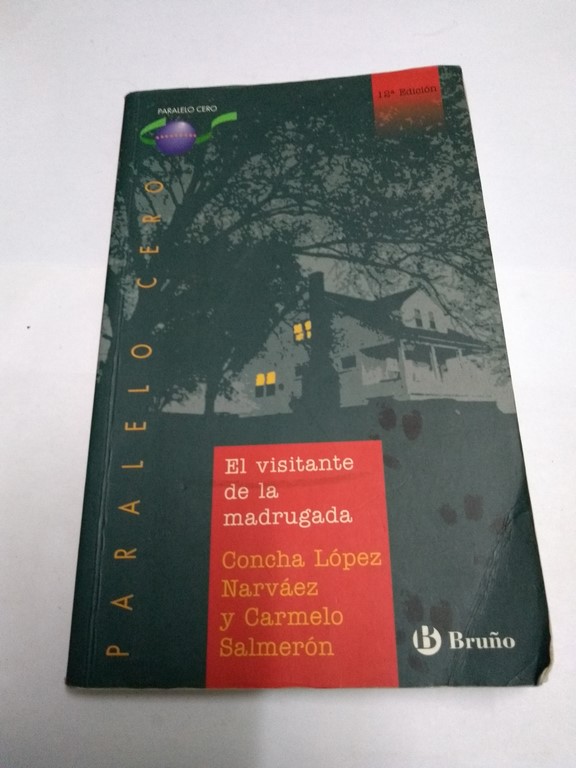 PARALELO CERO
12ª Edición
PARALELO CERO
El visitante
de la
madrugada
Concha López
Narváez
y Carmelo
Salmerón
B Bruño